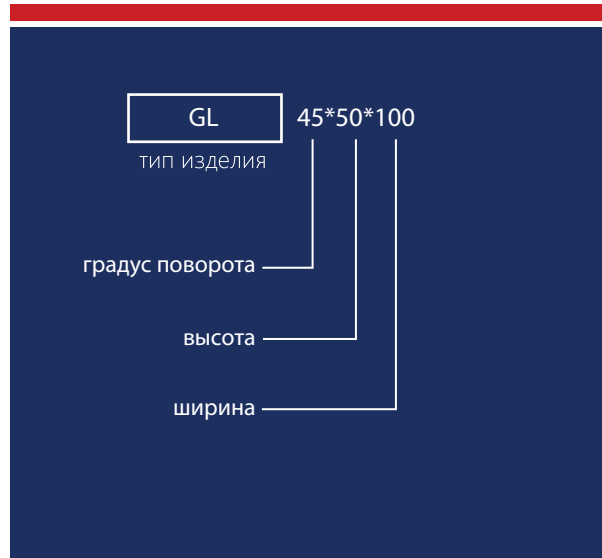 GL 45*50*100
тип изделия
градус поворота
высота
ширина